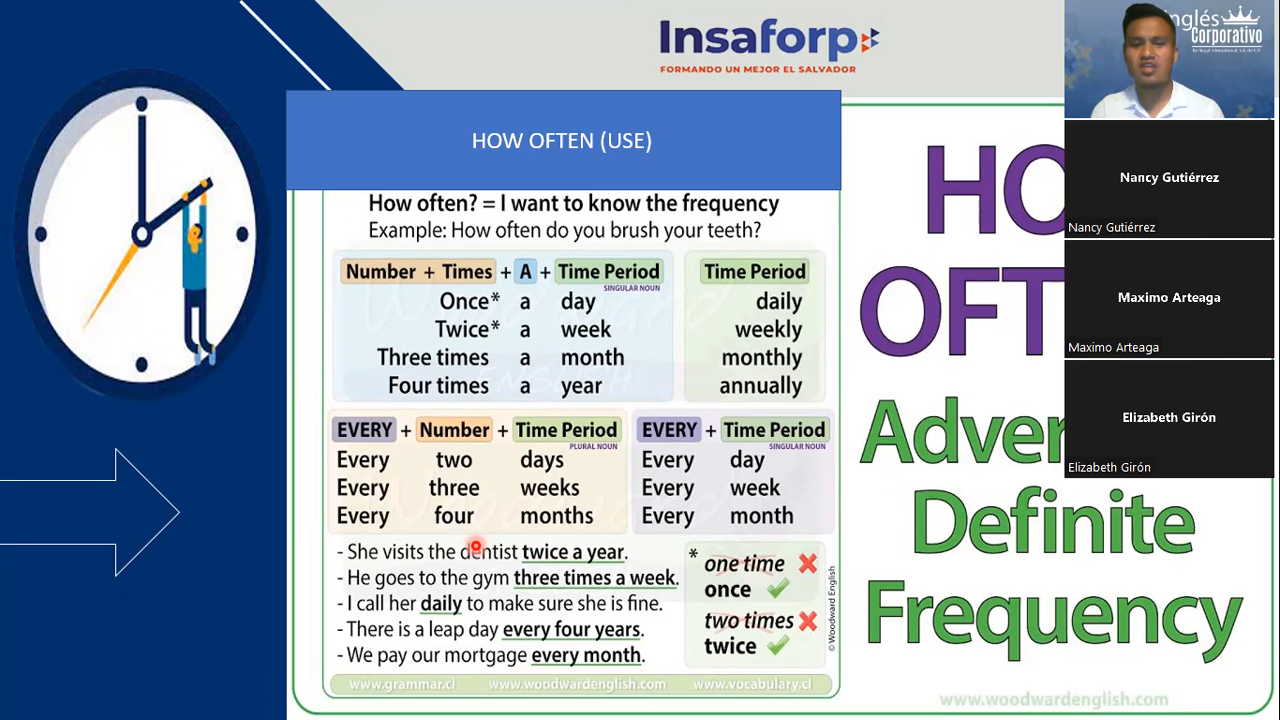 Insaforp
FORMANDO UN MEJOR EL SALVADOR
HOW OFTEN (USE)
How often? = I want to know the frequency
Example: How often do you brush your teeth?
Number + Times + A + Time Period
SINGULAR NOUN
Once* a day
Twice* a week
Three times a month
Four times a year
Time Period
daily
weekly
monthly
annually
EVERY + Number + Time Period
PLURAL NOUN
Every two days
Every three weeks
Every four months
EVERY + Time Period
SINGULAR NOUN
Every day
Every week
Every month
- She visits the dentist twice a year.
- He goes to the gym three times a week.
- I call her daily to make sure she is fine.
- There is a leap day every four years.
- We pay our mortgage every month.
* one time
once
two times
twice
© Woodward English
www.grammar.cl www.woodwardenglish.com www.vocabulary.cl
HO
OFT
Adver
Definite
Frequency
www.woodwardenglish.com
Inglés
Corporativo
Nancy Gutiérrez
Nancy Gutiérrez
Maximo Arteaga
Maximo Arteaga
Elizabeth Girón
Elizabeth Girón